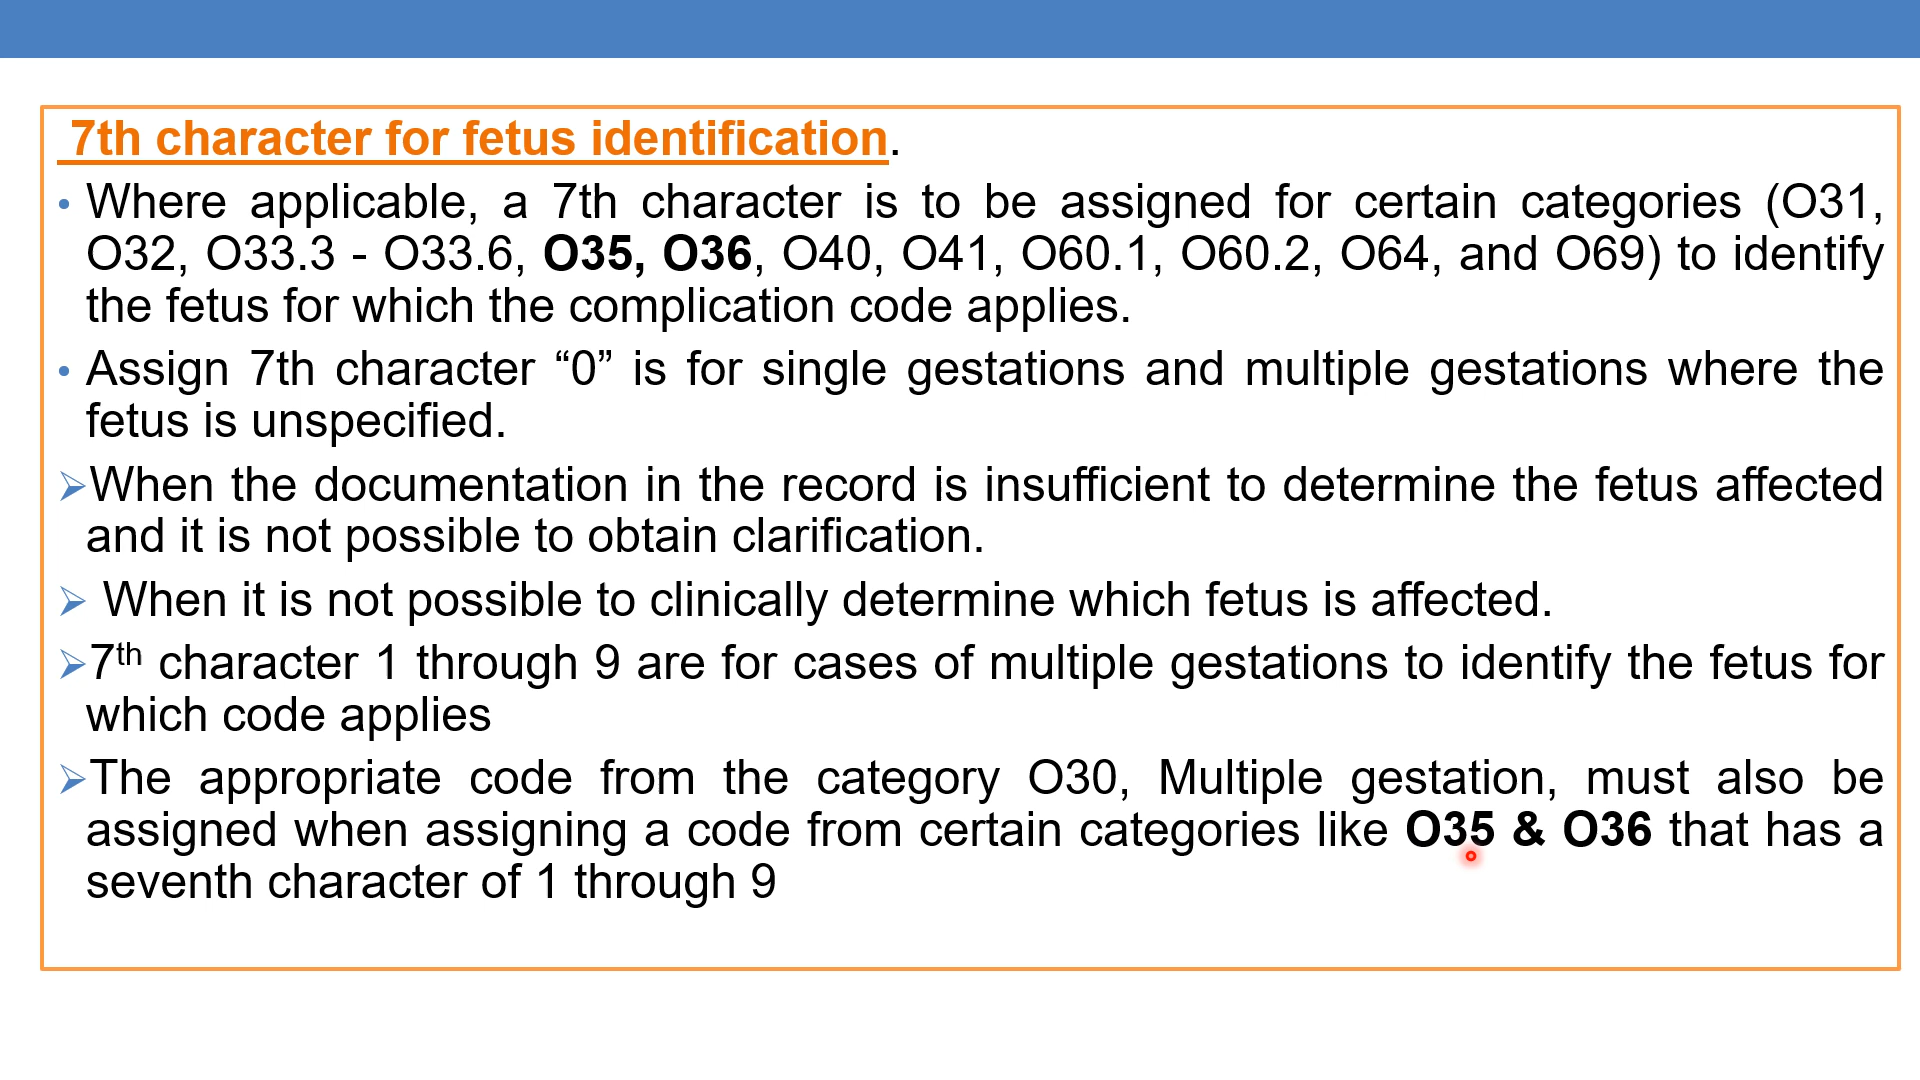 7th character for fetus identification.
• Where applicable, a 7th character is to be assigned for certain categories (O31,
O32, O33.3 - O33.6, O35, O36, O40, O41, O60.1, O60.2, O64, and O69) to identify
the fetus for which the complication code applies.
• Assign 7th character “0” is for single gestations and multiple gestations where the
fetus is unspecified.
➢When the documentation in the record is insufficient to determine the fetus affected
and it is not possible to obtain clarification.
➢ When it is not possible to clinically determine which fetus is affected.
➢7th character 1 through 9 are for cases of multiple gestations to identify the fetus for
which code applies
➢The appropriate code from the category O30, Multiple gestation, must also be
assigned when assigning a code from certain categories like O35 & O36 that has a
seventh character of 1 through 9